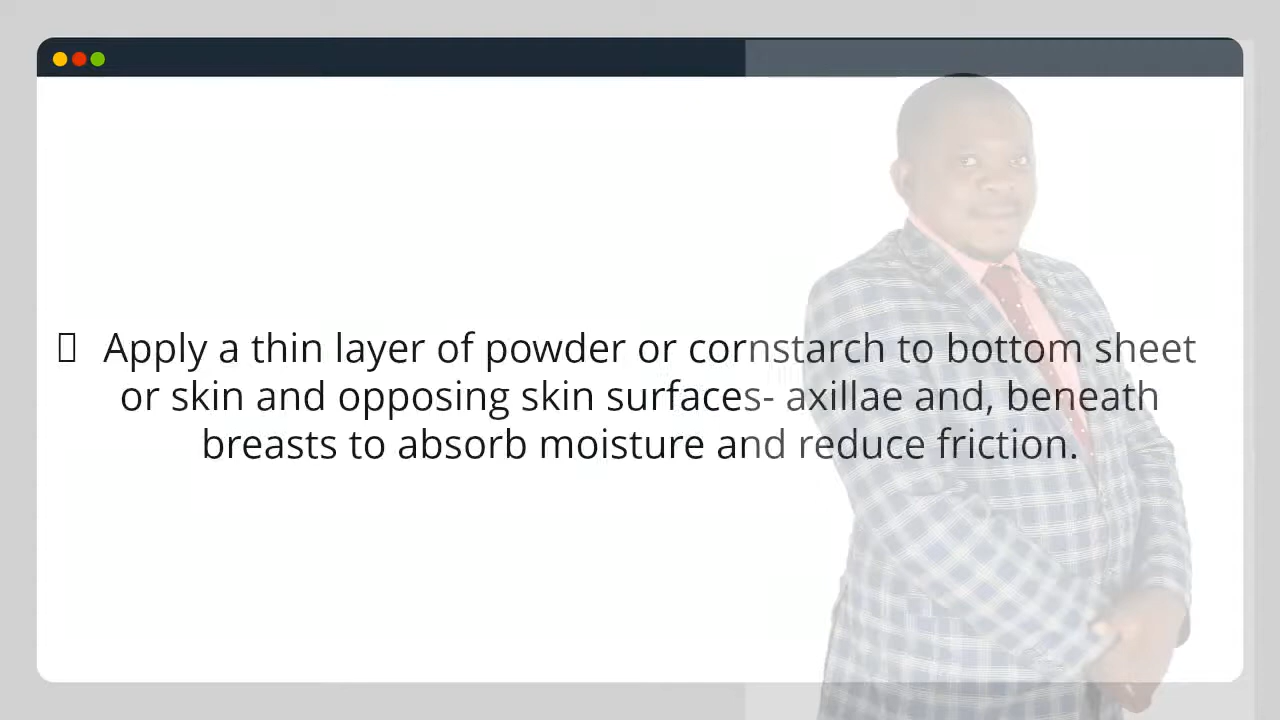 Apply a thin layer of powder or cornstarch to bottom sheet
or skin and opposing skin surfaces- axillae and, beneath
breasts to absorb moisture and reduce friction.